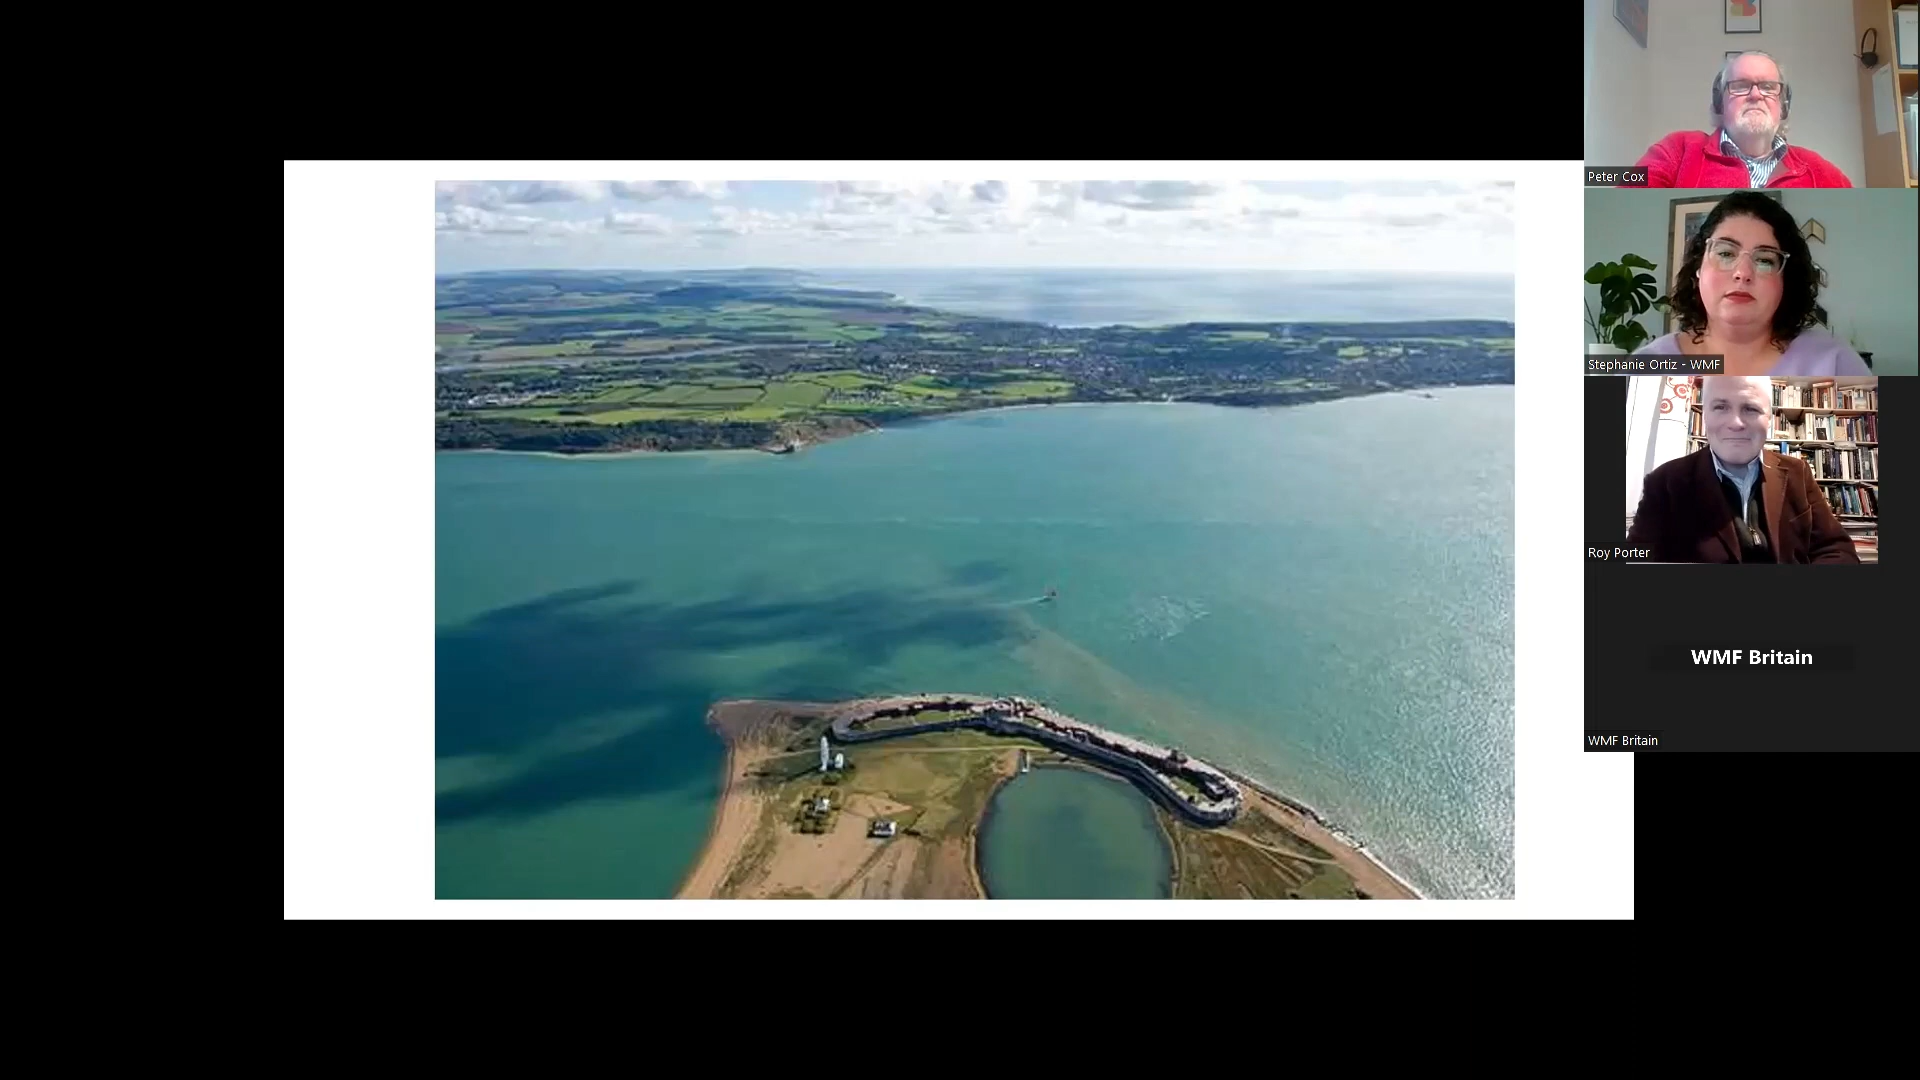 Peter Cox
Stephanie Ortiz - WMF
Roy Porter
WMF Britain
WMF Britain